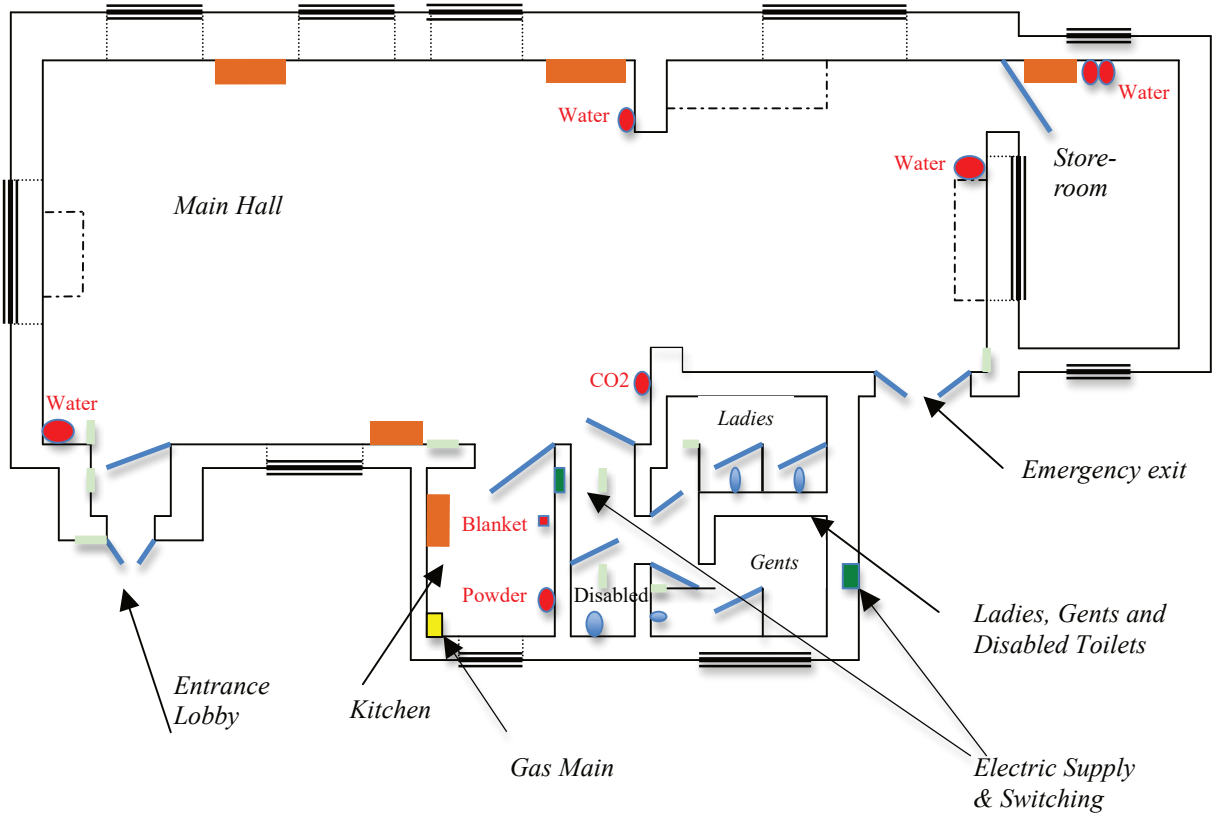 Water
Water
Store-
room
Water
Main Hall
CO2
Water
Ladies
Emergency exit
Blanket
Gents
Powder
Disabled
Ladies, Gents and
Disabled Toilets
Entrance
Lobby
Kitchen
Gas Main
Electric Supply
& Switching